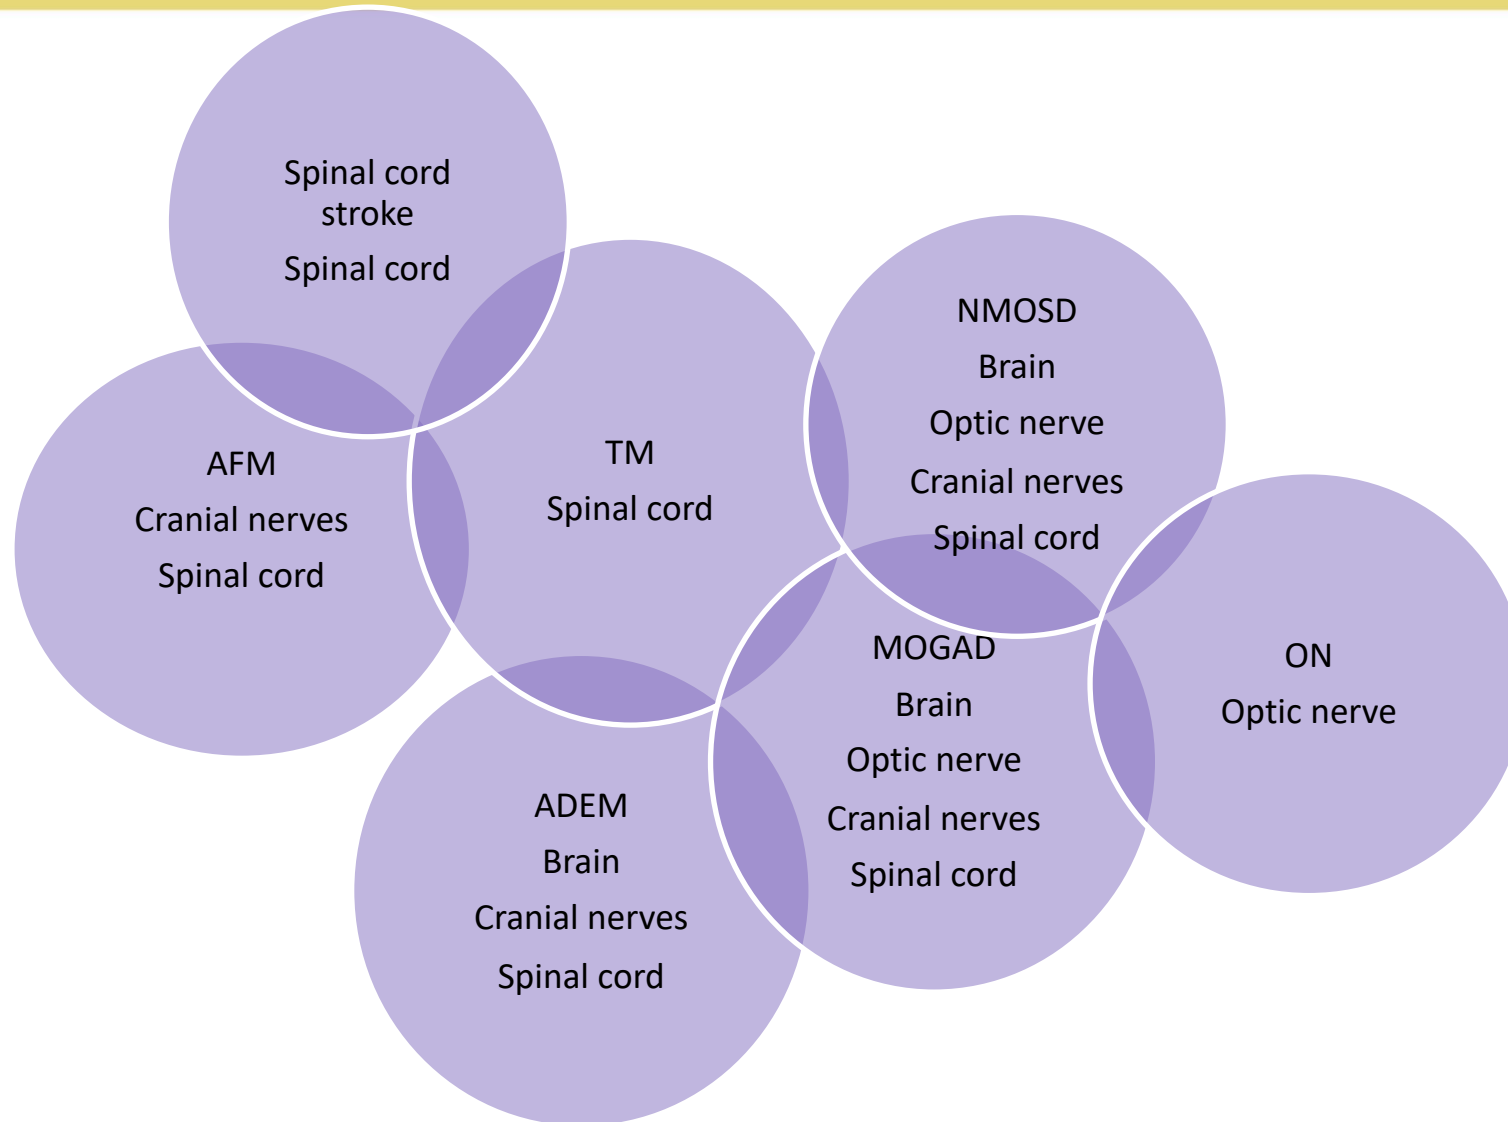 Spinal cord
stroke
Spinal cord
AFM
Cranial nerves
Spinal cord
TM
Spinal cord
NMOSD
Brain
Optic nerve
Cranial nerves
Spinal cord
ADEM
Brain
Cranial nerves
Spinal cord
MOGAD
Brain
Optic nerve
Cranial nerves
Spinal cord
ON
Optic nerve